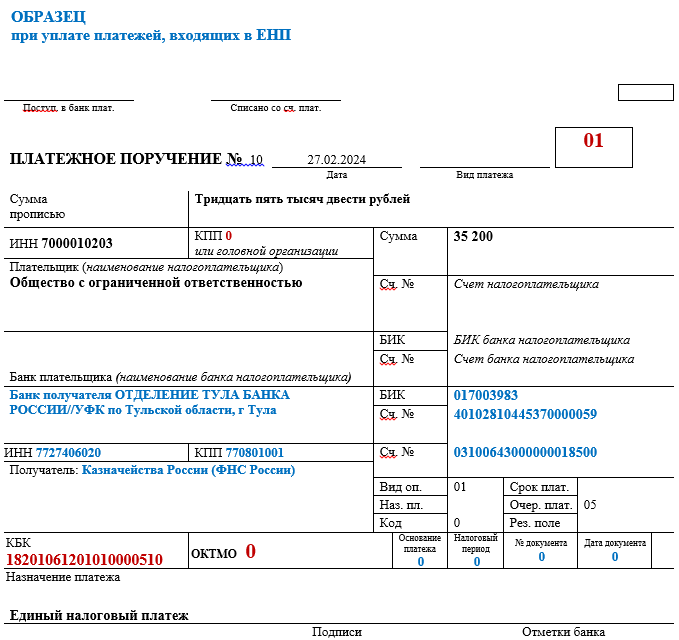 ОБРАЗЕЦ
при уплате платежей, входящих в ЕНП
Поступ. в банк плат.
Списано со сч. плат.
01
ПЛАТЕЖНОЕ ПОРУЧЕНИЕ № 10
27.02.2024
Дата
Вид платежа
Сумма
прописью
Тридцать пять тысяч двести рублей
ИНН 7000010203
КПП 0
или головной организации
Сумма
35 200
Плательщик (наименование налогоплательщика)
Общество с ограниченной ответственностью
Сч. №
Счет налогоплательщика
БИК
БИК банка налогоплательщика
Сч. №
Счет банка налогоплательщика
Банк плательщика (наименование банка налогоплательщика)
Банк получателя ОТДЕЛЕНИЕ ТУЛА БАНКА
РОССИИ//УФК по Тульской области, г Тула
БИК
017003983
Сч. №
40102810445370000059
ИНН 7727406020
КПП 770801001
Сч. №
03100643000000018500
Получатель: Казначейства России (ФНС России)
Вид оп.
01
Срок плат.
Наз. пл.
Очер. плат.
05
Код
0
Рез. поле
КБК
18201061201010000510
ОКТМО 0
Основание
платежа
0
Налоговый
период
0
№ документа
0
Дата документа
0
Назначение платежа
Единый налоговый платеж
Подписи
Отметки банка